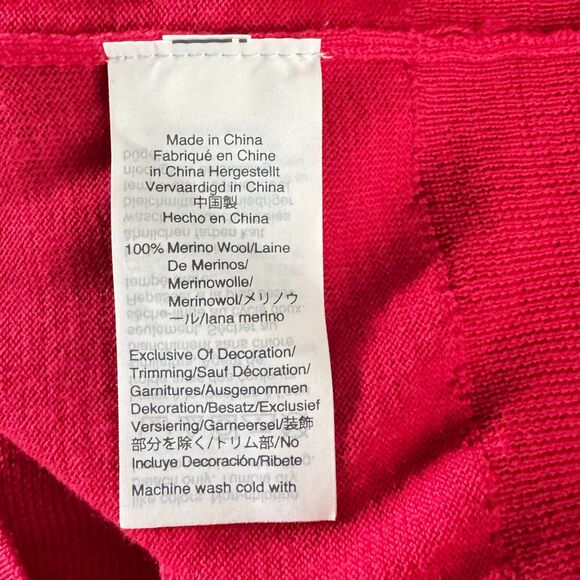 Made in China
Fabriqué en Chine
in China Hergestellt
Vervaardigd in China
中国製
Hecho en China
100% Merino Wool/Laine
De Merinos/
Merinowolle/
Merinowol/メリノウ
ール/lana merino
Exclusive Of Decoration/
Trimming/Sauf Décoration/
Garnitures/Ausgenommen
Dekoration/Besatz/Exclusief
Versiering/Garneersel/装飾
部分を除く/トリム部/No
Incluye Decoración/Ribete
Machine wash cold with